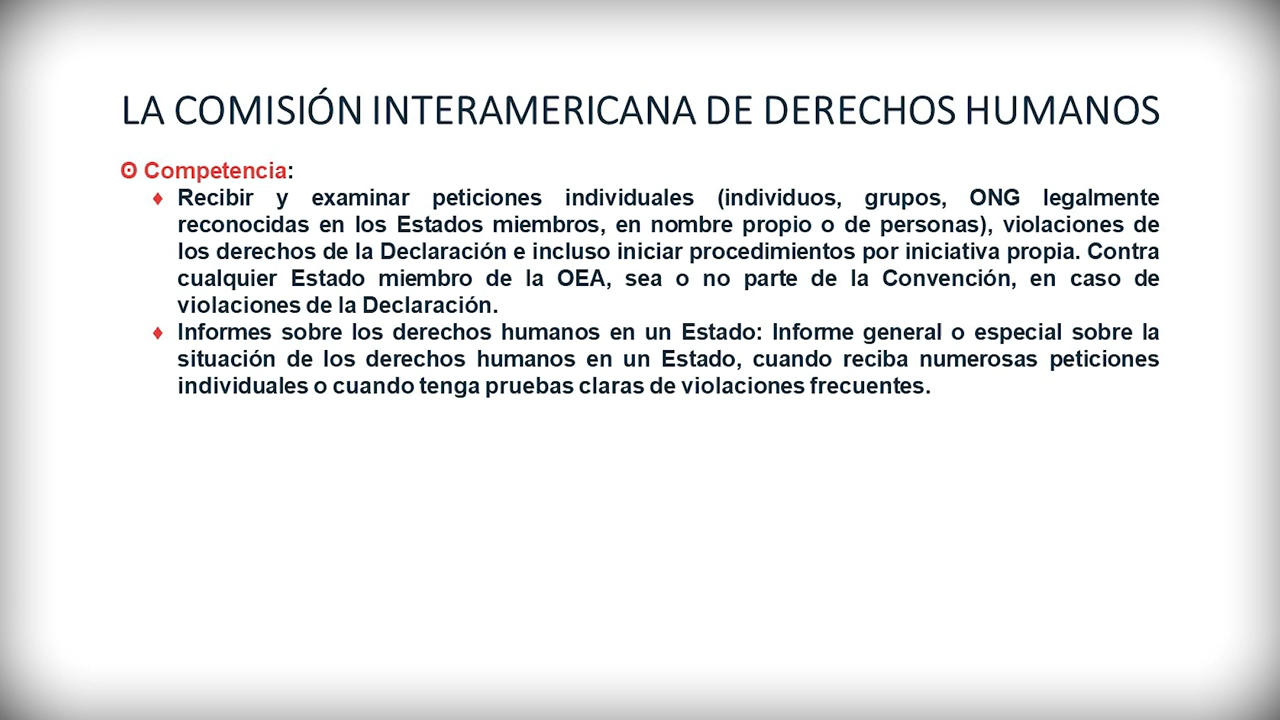 LA COMISIÓN INTERAMERICANA DE DERECHOS HUMANOS
ʘ Competencia:
♦ Recibir y examinar peticiones individuales (individuos, grupos, ONG legalmente
reconocidas en los Estados miembros, en nombre propio o de personas), violaciones de
los derechos de la Declaración e incluso iniciar procedimientos por iniciativa propia. Contra
cualquier Estado miembro de la OEA, sea o no parte de la Convención, en caso de
violaciones de la Declaración.
♦ Informes sobre los derechos humanos en un Estado: Informe general o especial sobre la
situación de los derechos humanos en un Estado, cuando reciba numerosas peticiones
individuales o cuando tenga pruebas claras de violaciones frecuentes.